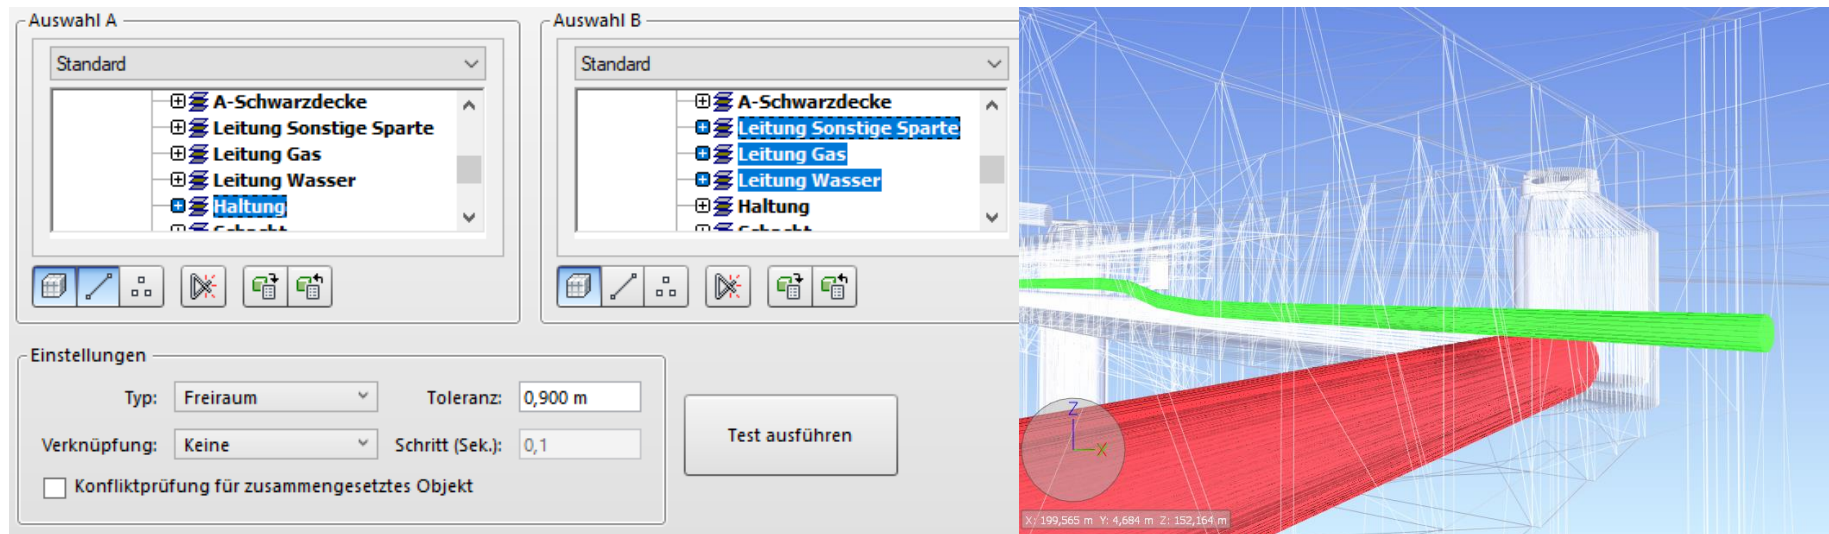 Auswahl A
Standard
A-Schwarzdecke
Leitung Sonstige Sparte
Leitung Gas
Leitung Wasser
Haltung
Schacht
Auswahl B
Standard
A-Schwarzdecke
Leitung Sonstige Sparte
Leitung Gas
Leitung Wasser
Haltung
Schacht
Einstellungen
Typ: Freiraum Toleranz: 0,900 m
Verknüpfung: Keine Schritt (Sek.): 0,1
Konfliktprüfung für zusammengesetztes Objekt
Test ausführen
Z
X
X: 199,565 m Y: 4,684 m Z: 152,164 m